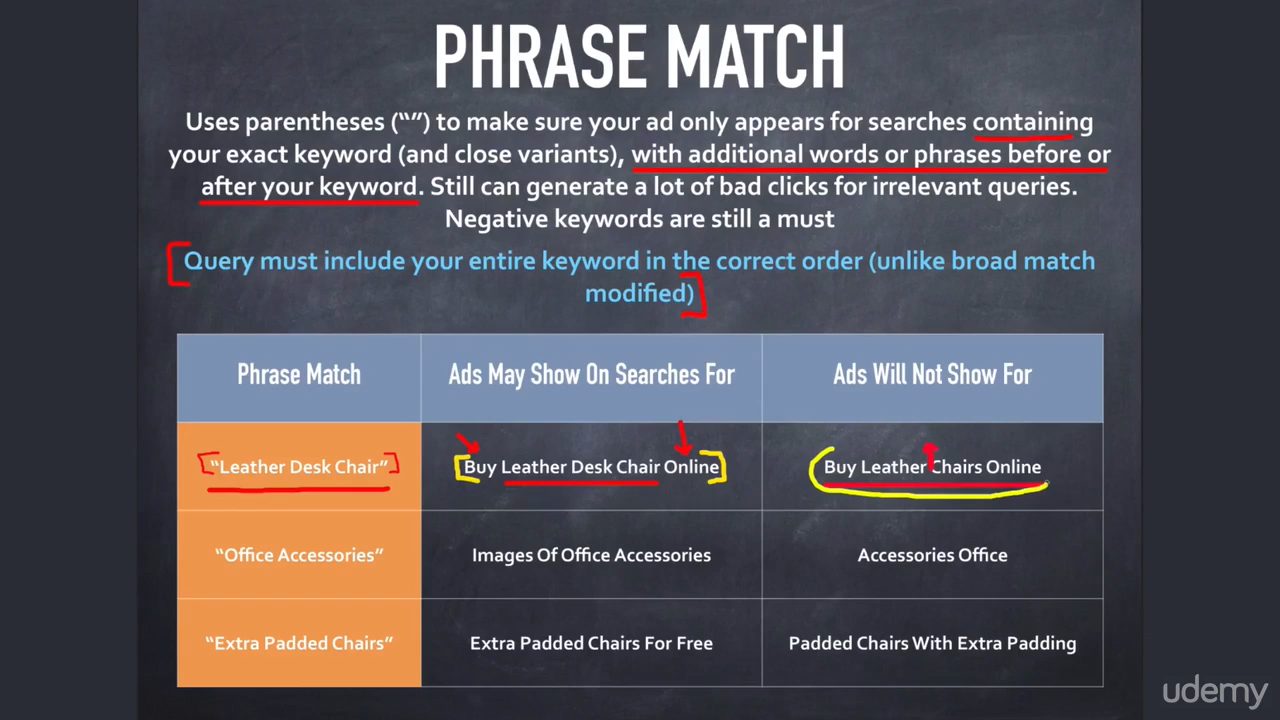 PHRASE MATCH
Uses parentheses (“”) to make sure your ad only appears for searches containing
your exact keyword (and close variants), with additional words or phrases before or
after your keyword. Still can generate a lot of bad clicks for irrelevant queries.
Negative keywords are still a must
Query must include your entire keyword in the correct order (unlike broad match
modified)
Phrase Match
Ads May Show On Searches For
Ads Will Not Show For
“Leather Desk Chair”
Buy Leather Desk Chair Online
Buy Leather Chairs Online
“Office Accessories”
Images Of Office Accessories
Accessories Office
“Extra Padded Chairs”
Extra Padded Chairs For Free
Padded Chairs With Extra Padding
udemy